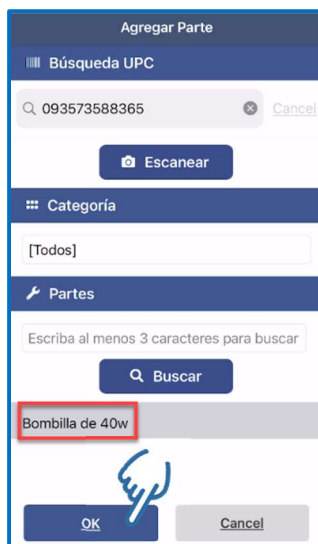 Agregar Parte
Búsqueda UPC
093573588365 Cancel
Escanear
Categoría
[Todos]
Partes
Escriba al menos 3 caracteres para buscar
Buscar
Bombilla de 40w
OK Cancel